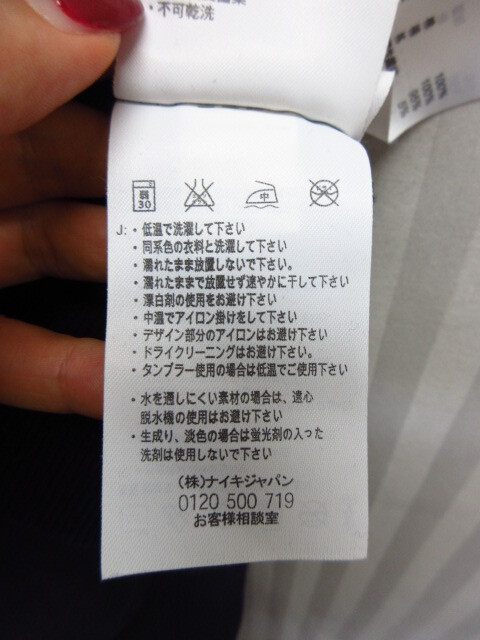 ・不可乾洗
弱
30
中
J:・低温で洗濯して下さい
・同系色の衣料と洗濯して下さい
・濡れたまま放置しないで下さい。
・濡れたままで放置せず速やかに干して下さい
・漂白剤の使用をお避け下さい
・中温でアイロン掛けをして下さい
・デザイン部分のアイロンはお避け下さい
・ドライクリーニングはお避け下さい。
・タンブラー使用の場合は低温でご使用下さい
・水を通しにくい素材の場合は、遠心
脱水機の使用はお避け下さい
・生成り、淡色の場合は蛍光剤の入った
洗剤は使用しないで下さい
(株)ナイキジャパン
0120 500 719
お客様相談室